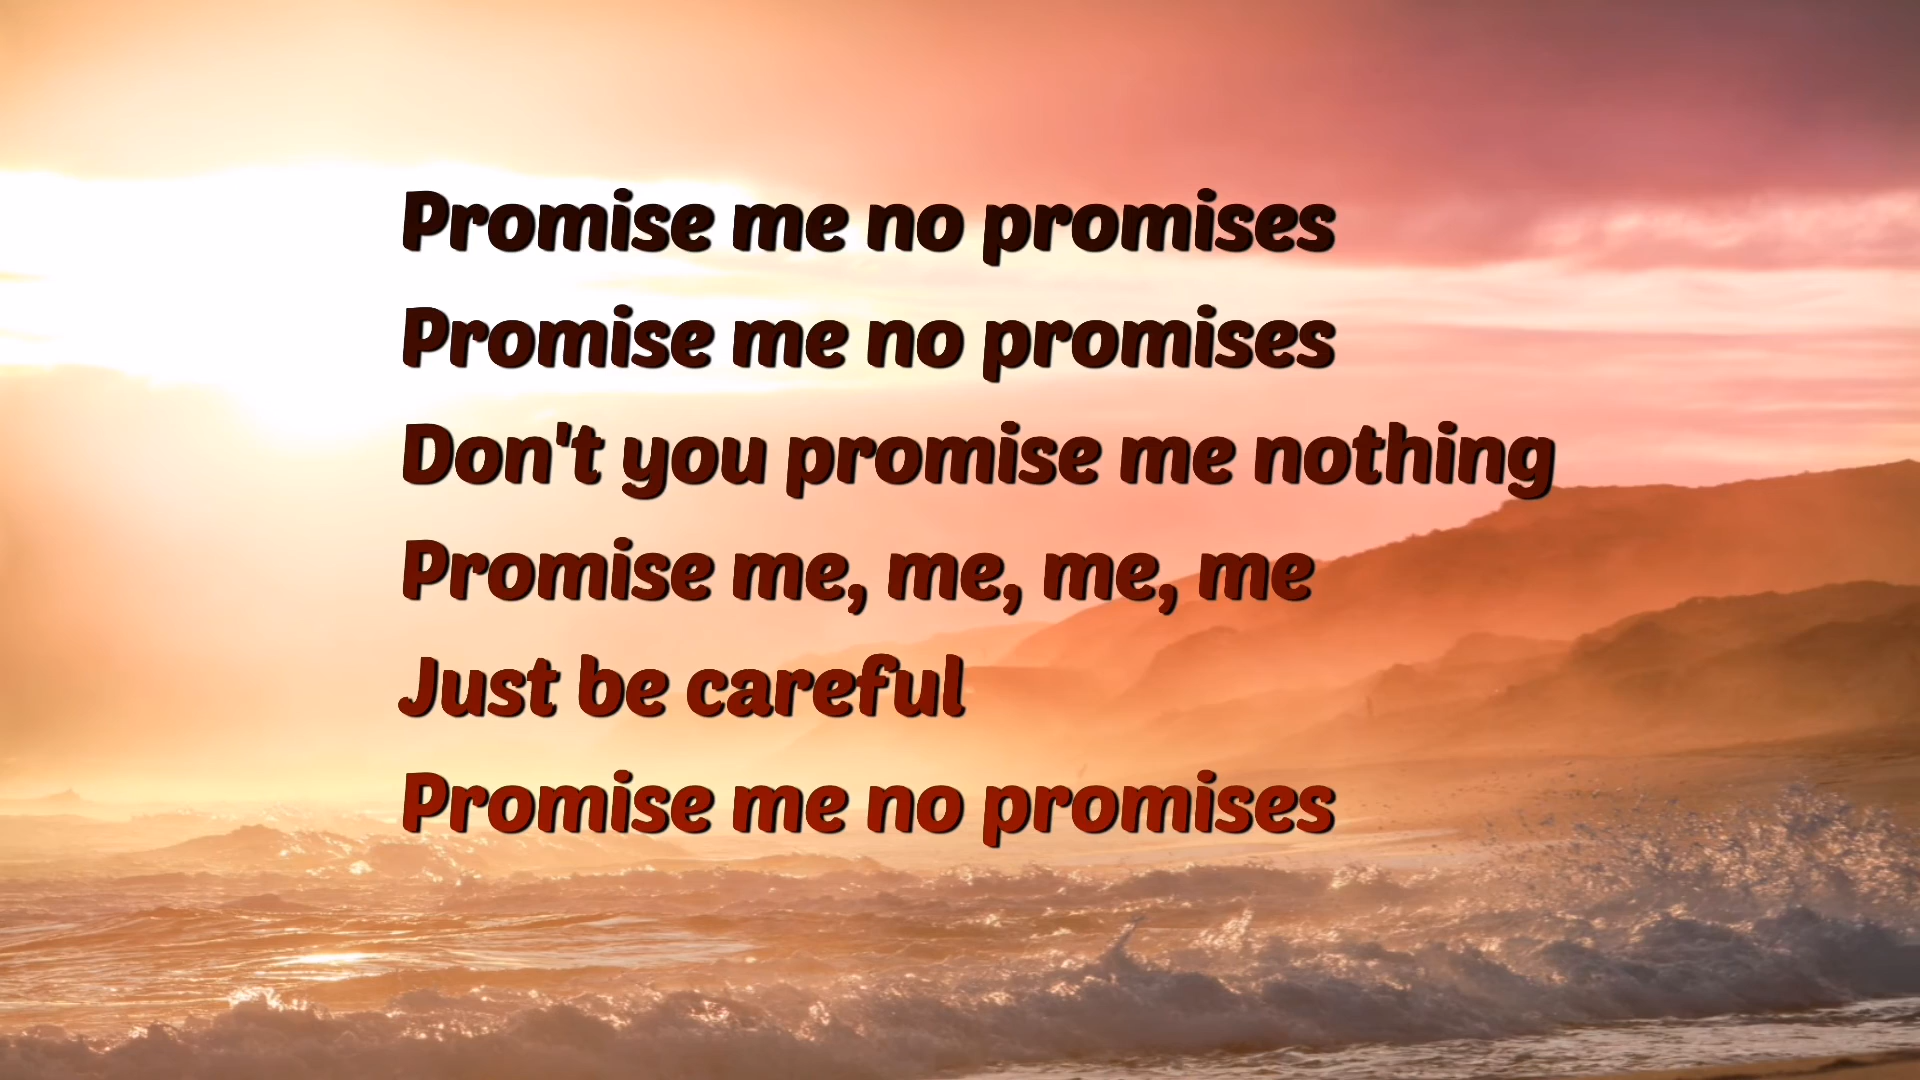 Promise me no promises
Promise me no promises
Don't you promise me nothing
Promise me, me, me, me
Just be careful
Promise me no promises